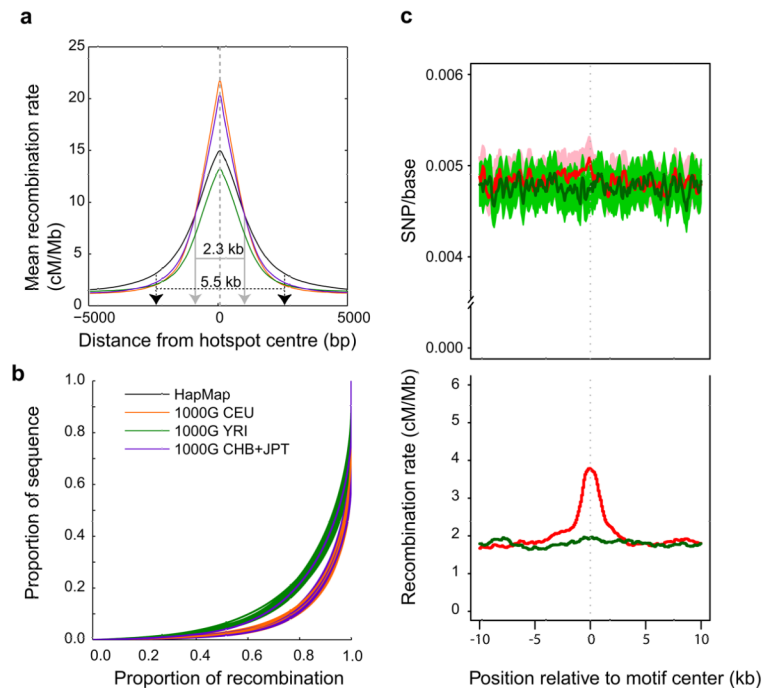 a
25
20
15
10
5
0
Mean recombination rate
(cM/Mb)
2.3 kb
5.5 kb
−5000
0
5000
Distance from hotspot centre (bp)
b
1.0
0.8
0.6
0.4
0.2
0.0
Proportion of sequence
HapMap
1000G CEU
1000G YRI
1000G CHB+JPT
0.0
0.2
0.4
0.6
0.8
1.0
Proportion of recombination
c
0.006
0.005
0.004
0.000
SNP/base
6
5
4
3
2
1
0
Recombination rate (cM/Mb)
-10
-5
0
5
10
Position relative to motif center (kb)